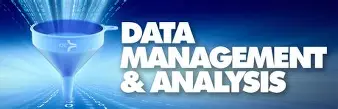 DATA
MANAGEMENT
& ANALYSIS